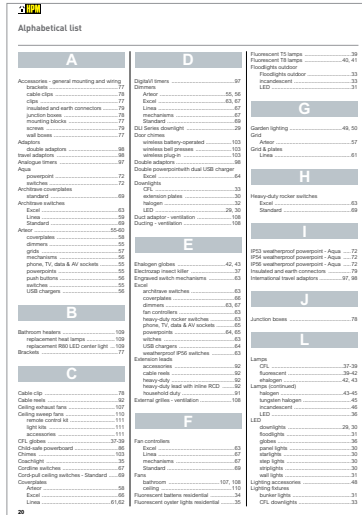 HPM
Alphabetical list
A
Accessories - general mounting and wiring
brackets 77
cable clips 78
clips 77
insulated and earth connectors 79
junction boxes 78
mounting blocks 77
screws 79
wall boxes 77
Adaptors
double adaptors 98
travel adaptors 98
Analogue timers 97
Aqua
powerpoint 72
switches 72
Architrave coverplates
standard 69
Architrave switches
Excel 63
Linea 59
Standard 69
Arteor 55-60
coverplates 58
dimmers 55
grids 57
mechanisms 56
phone, TV, data & AV sockets 55
powerpoints 55
push buttons 56
switches 55
USB chargers 56
B
Bathroom heaters 109
replacement heat lamps 109
replacement R80 LED center light 109
Brackets 77
C
Cable clip 78
Cable reels 92
Ceiling exhaust fans 107
Ceiling sweep fans 110
remote control kit 111
light kits 111
accessories 111
CFL globes 37-39
Child-safe powerboard 86
Chimes 103
Coachlight 35
Cordline switches 67
Cord-pull ceiling switches - Standard 69
Coverplates
Arteor 58
Excel 66
Linea 61,62
D
DigitalVI timers 97
Dimmers
Arteor 55, 56
Excel 63, 67
Linea 67
mechanisms 67
Standard 69
DLI Series downlight 29
Door chimes
wireless battery-operated 103
wireless bell presses 103
wireless plug-in 103
Double adaptors 98
Double powerpointwith dual USB charger
Excel 64
Downlights
CFL 33
extension plates 30
halogen 32
LED 29, 30
Duct adaptor - ventilation 108
Ducting - ventilation 108
E
Ehalogen globes 42, 43
Electrozap insect killer 37
Engraved switch mechanisms 63
Excel
architrave switches 63
coverplates 66
dimmers 63, 67
fan controllers 63
heavy-duty rocker switches 63
phone, TV, data & AV sockets 65
powerpoints 64, 65
witches 63
USB chargers 64
weatherproof IP56 switches 63
Extension leads
accessories 92
cable reels 92
heavy-duty 92
heavy-duty lead with inline RCD 92
household duty 91
External grilles - ventilation 108
F
Fan controllers
Excel 63
Linea 67
mechanisms 67
Standard 69
Fans
bathroom 107, 108
ceiling 110
Fluorescent battens residential 34
Fluorescent oyster lights residential 35
Fluorescent T5 lamps 39
Fluorescent T8 lamps 40, 41
Floodlights outdoor
Floodlights outdoor 33
incandescent 33
LED 31
G
Garden lighting 49, 50
Grid
Arteor 57
Grid & plates
Linea 61
H
Heavy-duty rocker switches
Excel 63
Standard 69
I
IP53 weatherproof powerpoint - Aqua 72
IP54 weatherproof powerpoint - Aqua 72
IP56 weatherproof powerpoint - Aqua 72
Insulated and earth connectors 79
International travel adaptors 97, 98
J
Junction boxes 78
L
Lamps
CFL 37-39
fluorescent 39-42
ehalogen 42, 43
Lamps (continued)
halogen 43-45
tungsten halogen 45
incandescent 46
LED 36
LED
downlights 29, 30
floodlights 31
globes 36
panel lights 30
starlights 30
step lights 30
striplights 30
wall lights 31
Lighting accessories 48
Lighting fixtures
bunker lights 31
CFL downlights 33
20